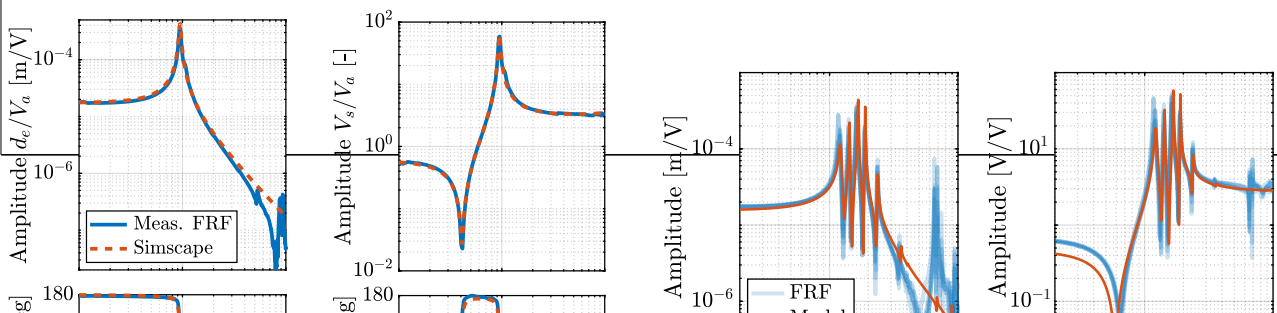 Amplitude d_e/V_a [m/V]
10^−4
10^−6
Meas. FRF
Simscape
180
g]
Amplitude V_s/V_a [-]
10^2
10^0
10^−2
180
g]
Amplitude [m/V]
10^−4
10^−6
FRF
Model
Amplitude [V/V]
10^1
10^−1